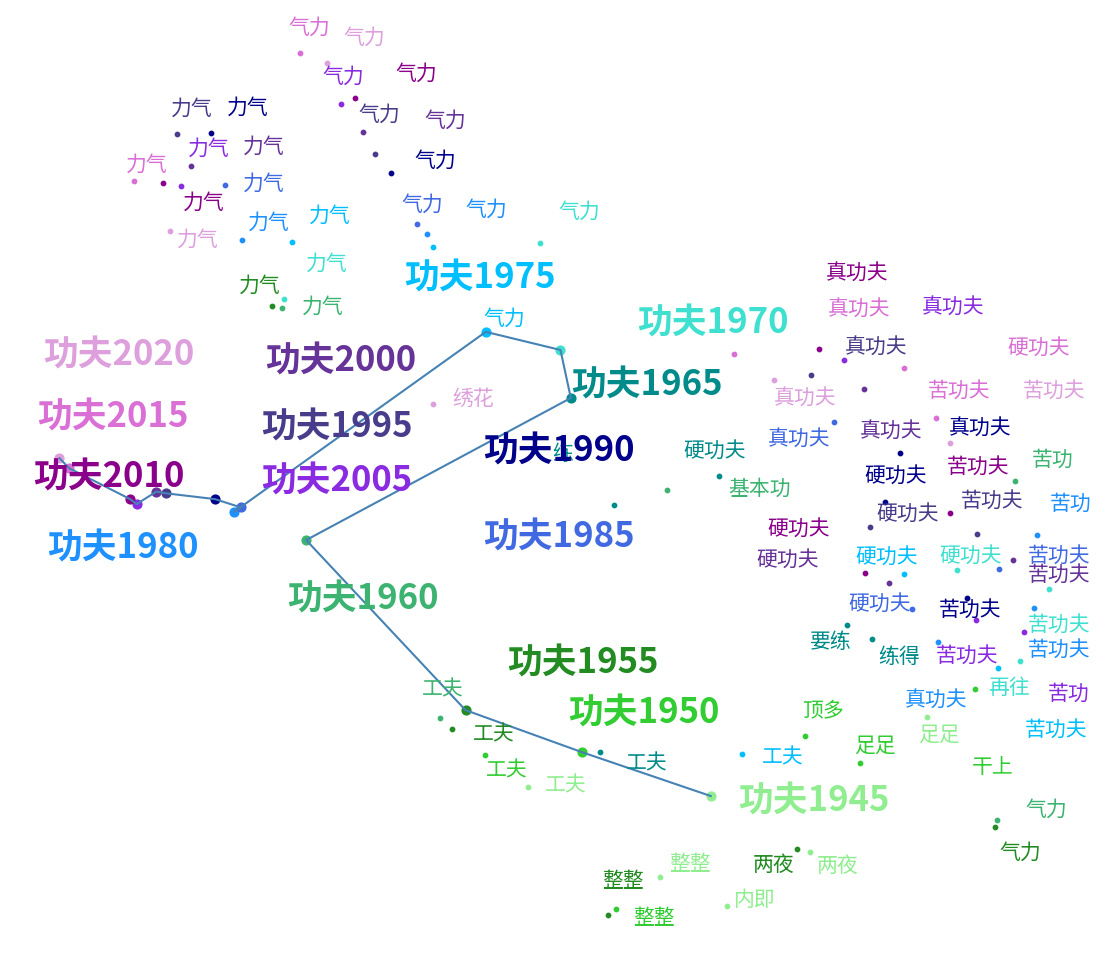 气力
气力
气力
气力
力气
力气
气力
气力
力气
力气
气力
力气
力气
力气
气力
气力
气力
力气
力气
力气
力气
力气
功夫1975
真功夫
力气
力气
真功夫
真功夫
气力
功夫1970
功夫2020
功夫2000
真功夫
硬功夫
功夫1965
绣花
真功夫
苦功夫
苦功夫
功夫2015
功夫1995
真功夫
真功夫
真功夫
功夫1990
硬功夫
苦功
功夫2010
功夫2005
硬功夫
苦功夫
基本功
硬功夫
苦功夫
苦功
功夫1980
功夫1985
硬功夫
硬功夫
硬功夫
硬功夫
苦功夫
苦功夫
功夫1960
硬功夫
苦功夫
苦功夫
要练
练得
苦功夫
苦功夫
功夫1955
工夫
再往
苦功
真功夫
功夫1950
顶多
工夫
足足
苦功夫
足足
工夫
工夫
工夫
干上
工夫
功夫1945
气力
气力
整整
两夜
两夜
整整
内即
整整